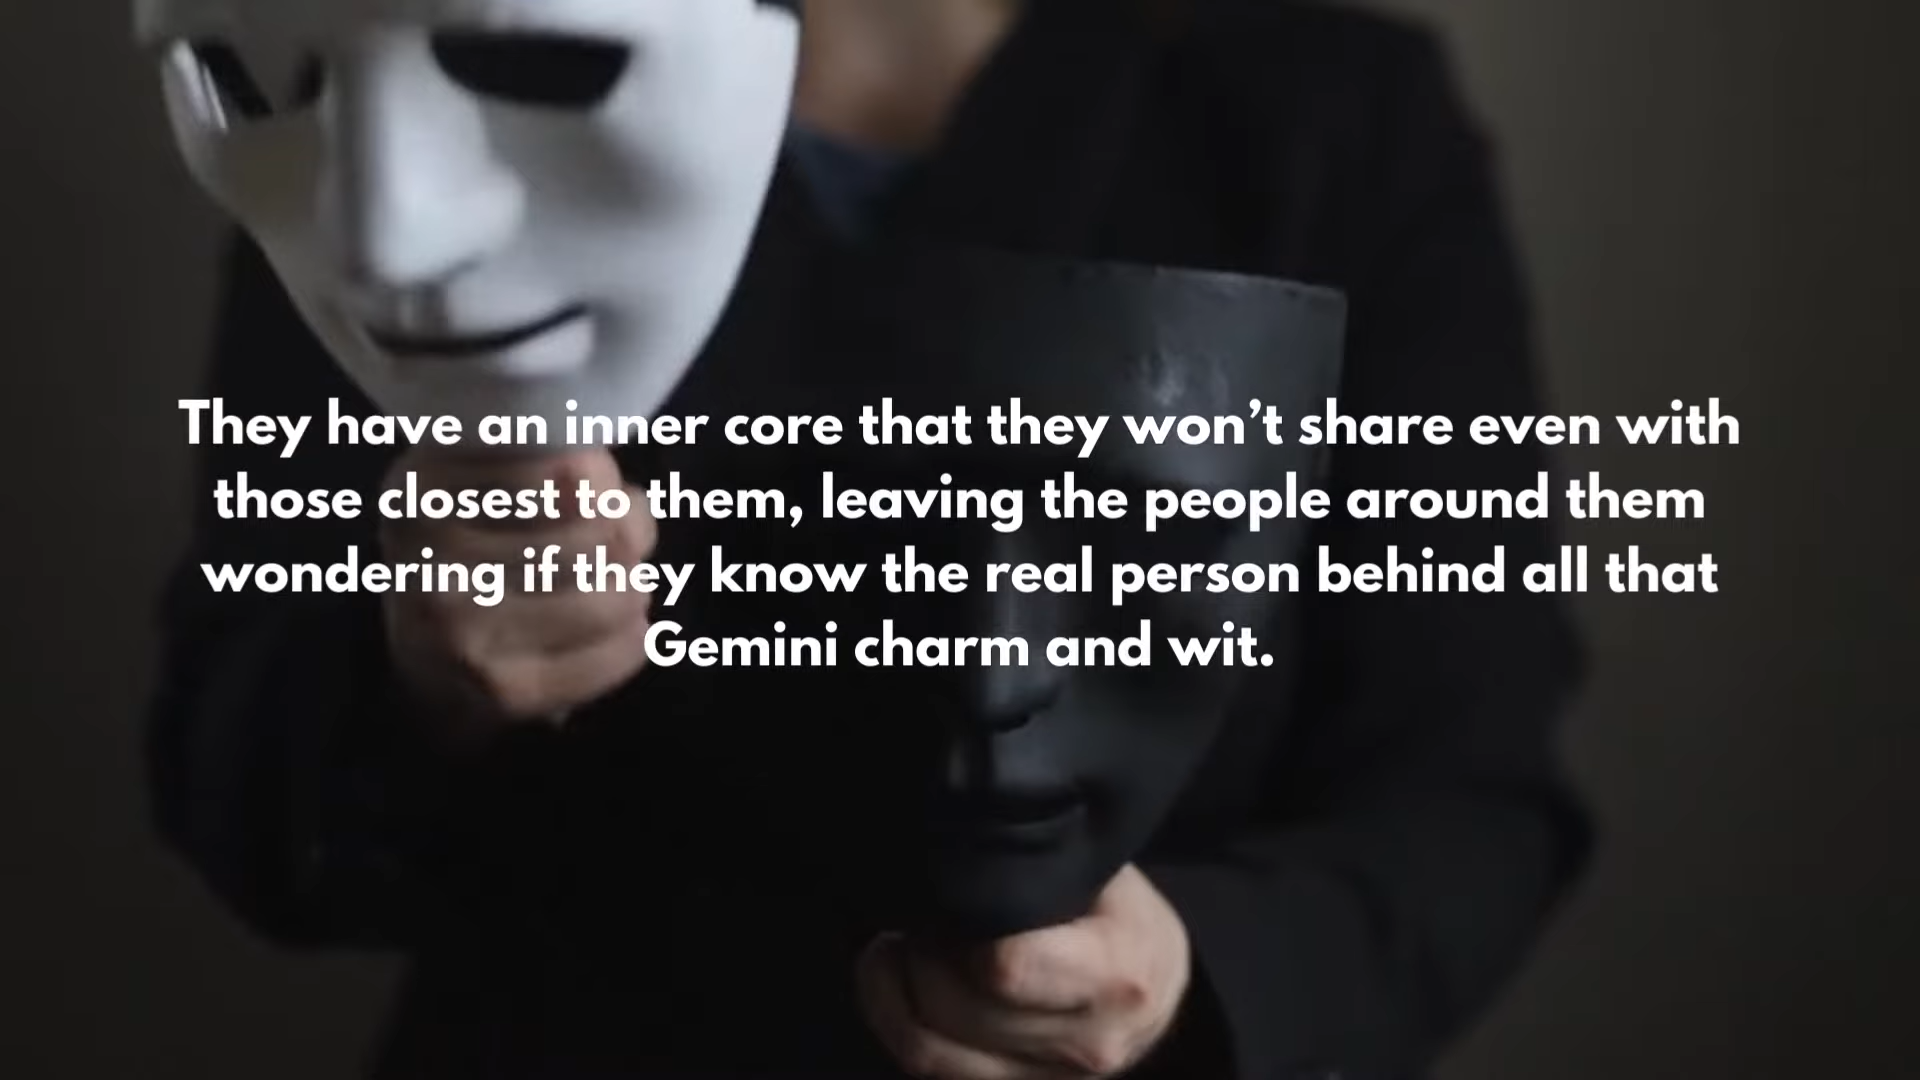 They have an inner core that they won’t share even with
those closest to them, leaving the people around them
wondering if they know the real person behind all that
Gemini charm and wit.